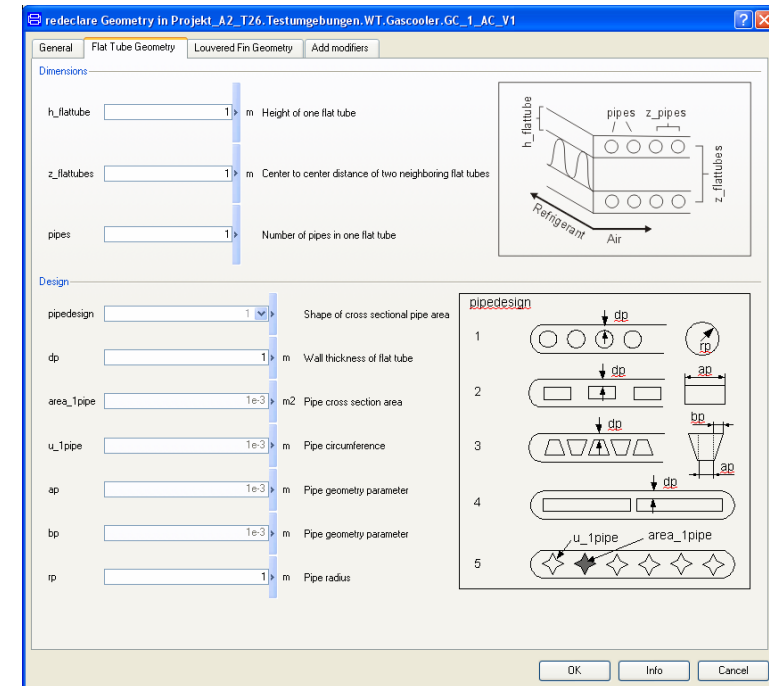 redeclare Geometry in Projekt_A2_T26.Testumgebungen.WT.Gascooler.GC_1_AC_V1
General Flat Tube Geometry Louvered Fin Geometry Add modifiers
Dimensions
h_flattube 1 m Height of one flat tube
z_flattubes 1 m Center to center distance of two neighboring flat tubes
pipes 1 Number of pipes in one flat tube
h_flattube
pipes z_pipes
z_flattubes
Refrigerant
Air
Design
pipedesign 1 Shape of cross sectional pipe area
dp 1 m Wall thickness of flat tube
area_1pipe 1e-3 m2 Pipe cross section area
u_1pipe 1e-3 m Pipe circumference
ap 1e-3 m Pipe geometry parameter
bp 1e-3 m Pipe geometry parameter
rp 1 m Pipe radius
pipedesign
dp
1
rp
dp ap
2
dp bp
3
ap
dp
4
u_1pipe area_1pipe
5
OK Info Cancel